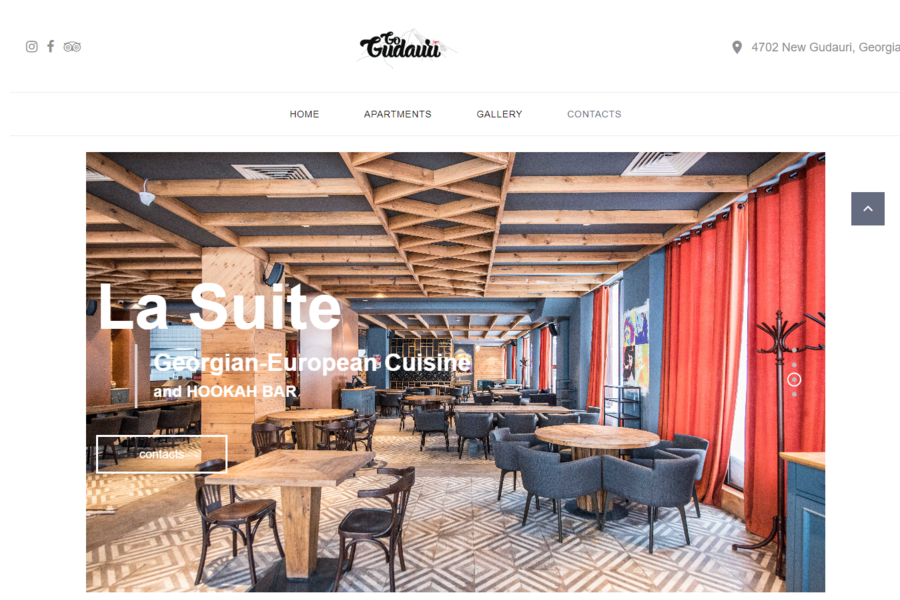 Go
Gudauri
4702 New Gudauri, Georgia
HOME APARTMENTS GALLERY CONTACTS
La Suite
Georgian-European Cuisine
and HOOKAH BAR
contacts